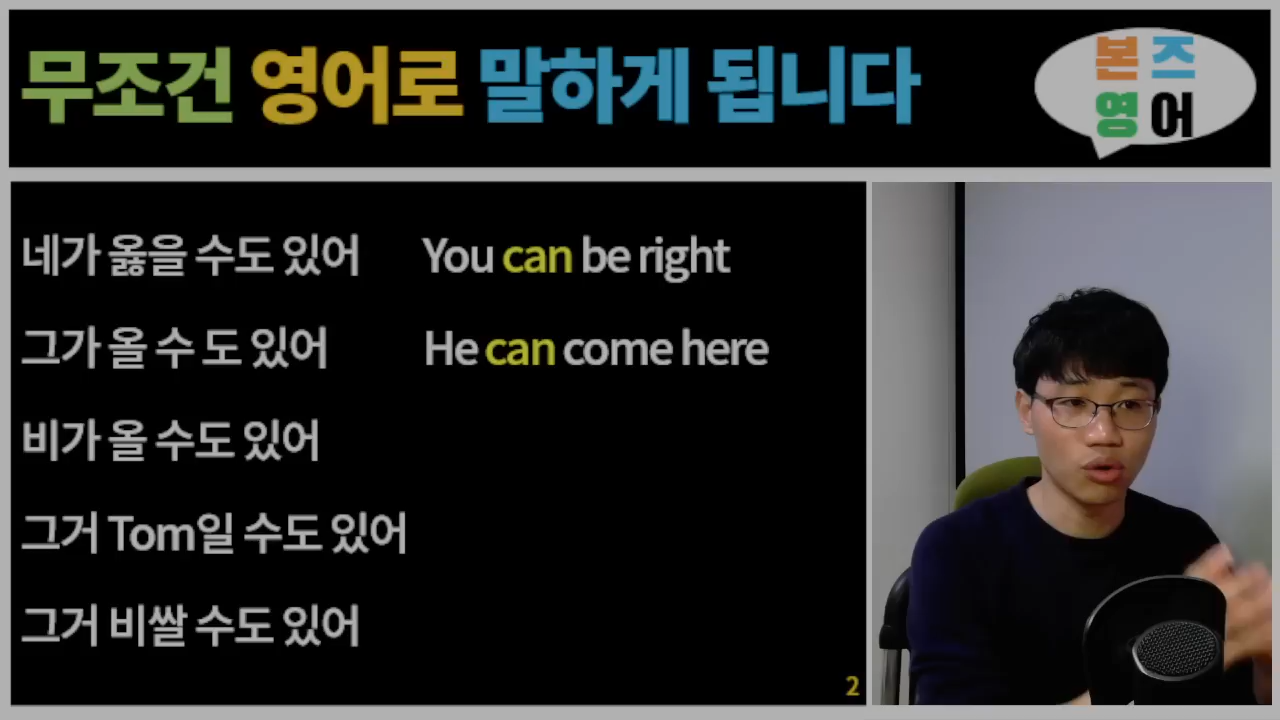 무조건 영어로 말하게 됩니다
본즈
영어
네가 옳을 수도 있어 You can be right
그가 올 수 도 있어 He can come here
비가 올 수도 있어
그거 Tom일 수도 있어
그거 비쌀 수도 있어
2